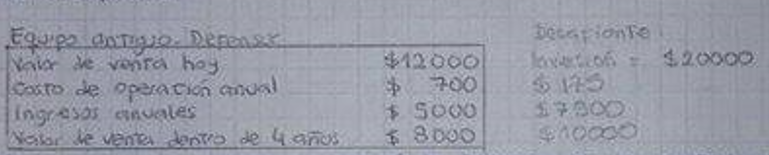 Equipo antiguo. Defensor Desafiante
Valor de venta hoy $12000 Inversión = $20000
Costo de operación anual $ 700 $ 175
Ingresos anuales $ 5000 $7500
Valor de venta dentro de 4 años $ 8000 $10000